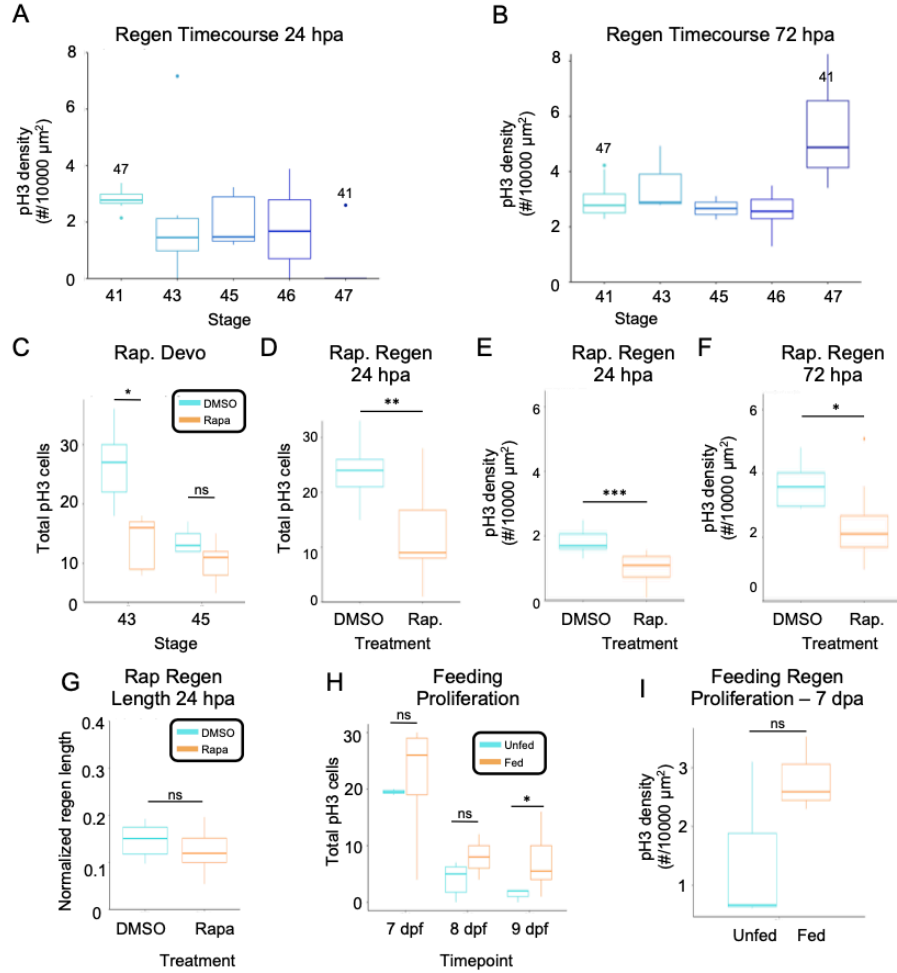 A
Regen Timecourse 24 hpa
pH3 density
(#/10000 µm²)
8
6
4
2
0
47
41
41 43 45 46 47
Stage
B
Regen Timecourse 72 hpa
pH3 density
(#/10000 µm²)
8
6
4
2
0
47
41
41 43 45 46 47
Stage
C
Rap. Devo
Total pH3 cells
30
20
10
0
*
ns
DMSO
Rapa
43 45
Stage
D
Rap. Regen
24 hpa
Total pH3 cells
30
20
10
0
**
DMSO Rap.
Treatment
E
Rap. Regen
24 hpa
pH3 density
(#/10000 µm²)
6
4
2
0
***
DMSO Rap.
Treatment
F
Rap. Regen
72 hpa
pH3 density
(#/10000 µm²)
6
4
2
0
*
DMSO Rap.
Treatment
G
Rap Regen
Length 24 hpa
Normalized regen length
0.4
0.3
0.2
0.1
0
DMSO
Rapa
ns
DMSO Rapa
Treatment
H
Feeding
Proliferation
Total pH3 cells
30
20
10
0
ns
ns
*
Unfed
Fed
7 dpf 8 dpf 9 dpf
Timepoint
I
Feeding Regen
Proliferation – 7 dpa
pH3 density
(#/10000 µm²)
3
2
1
ns
Unfed Fed